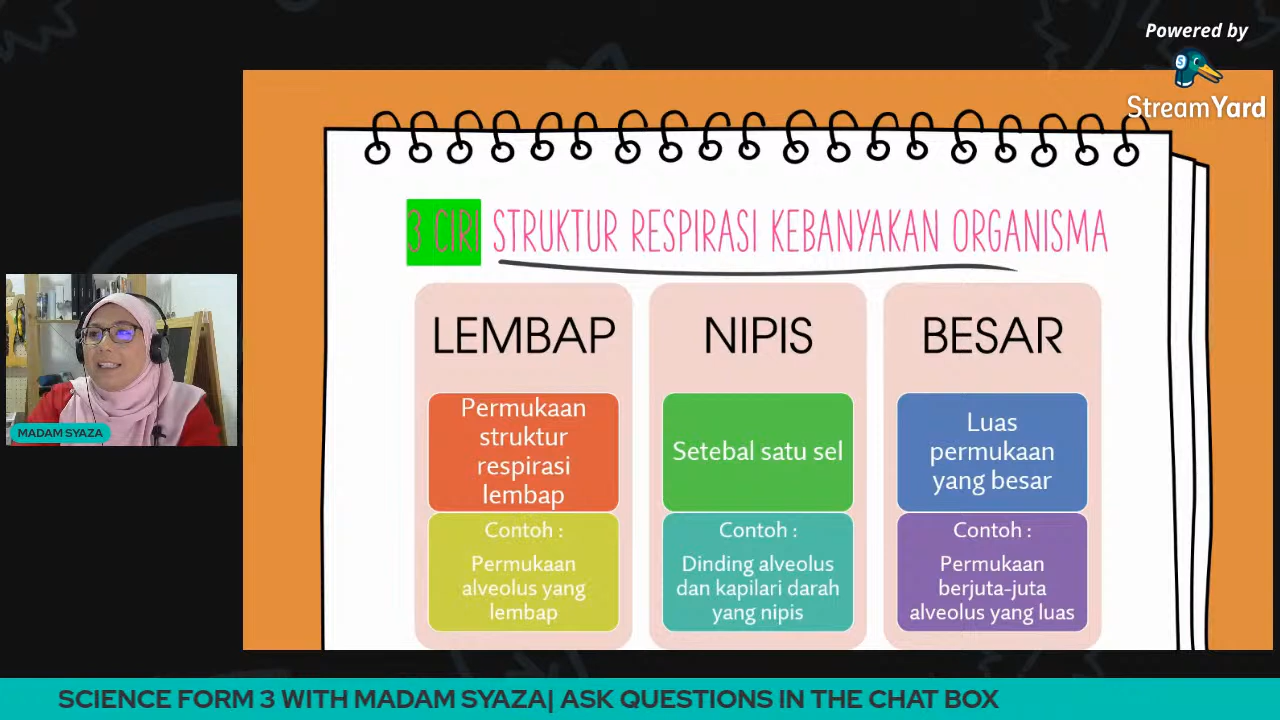 Powered by
StreamYard
3 CIRI STRUKTUR RESPIRASI KEBANYAKAN ORGANISMA
LEMBAP
Permukaan
struktur
respirasi
lembap
Contoh :
Permukaan
alveolus yang
lembap
NIPIS
Setebal satu sel
Contoh :
Dinding alveolus
dan kapilari darah
yang nipis
BESAR
Luas
permukaan
yang besar
Contoh :
Permukaan
berjuta-juta
alveolus yang luas
MADAM SYAZA
SCIENCE FORM 3 WITH MADAM SYAZA| ASK QUESTIONS IN THE CHAT BOX